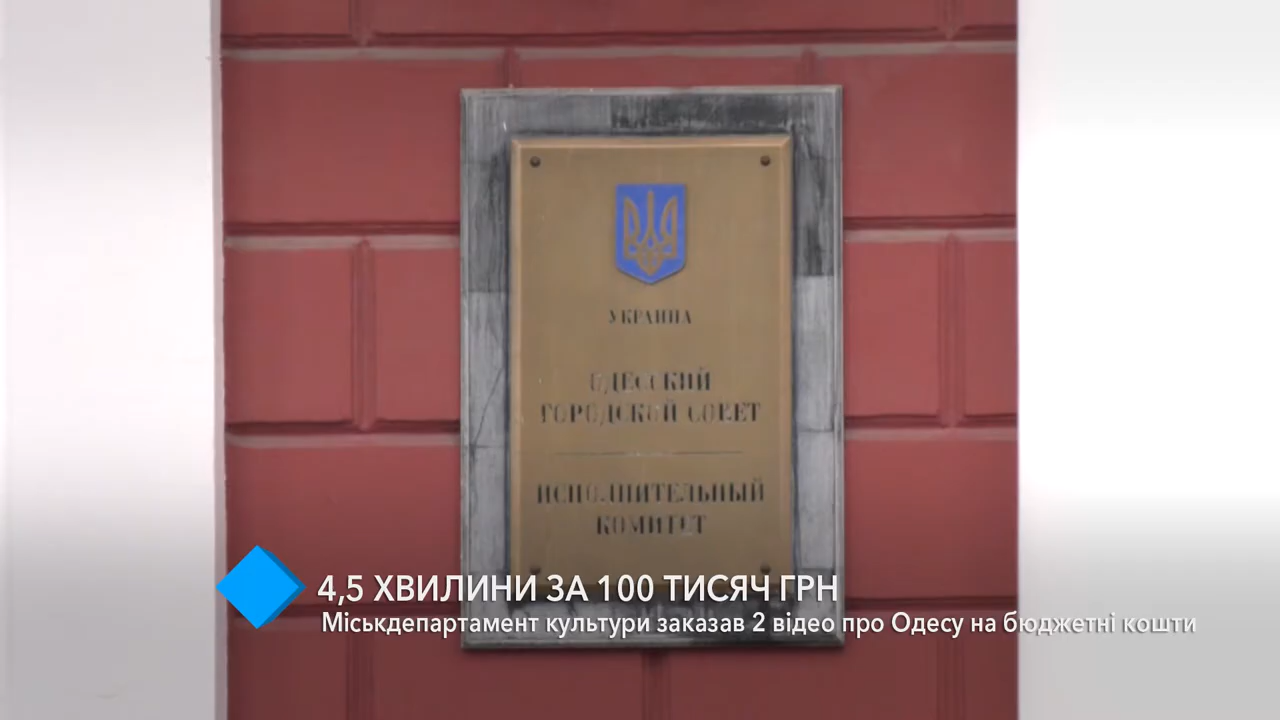 УКРАИНА
ОДЕССКИЙ
ГОРОДСКОЙ СОВЕТ
ИСПОЛНИТЕЛЬНЫЙ
КОМИТЕТ
4,5 ХВИЛИНИ ЗА 100 ТИСЯЧ ГРН
Міськдепартамент культури заказав 2 відео про Одесу на бюджетні кошти